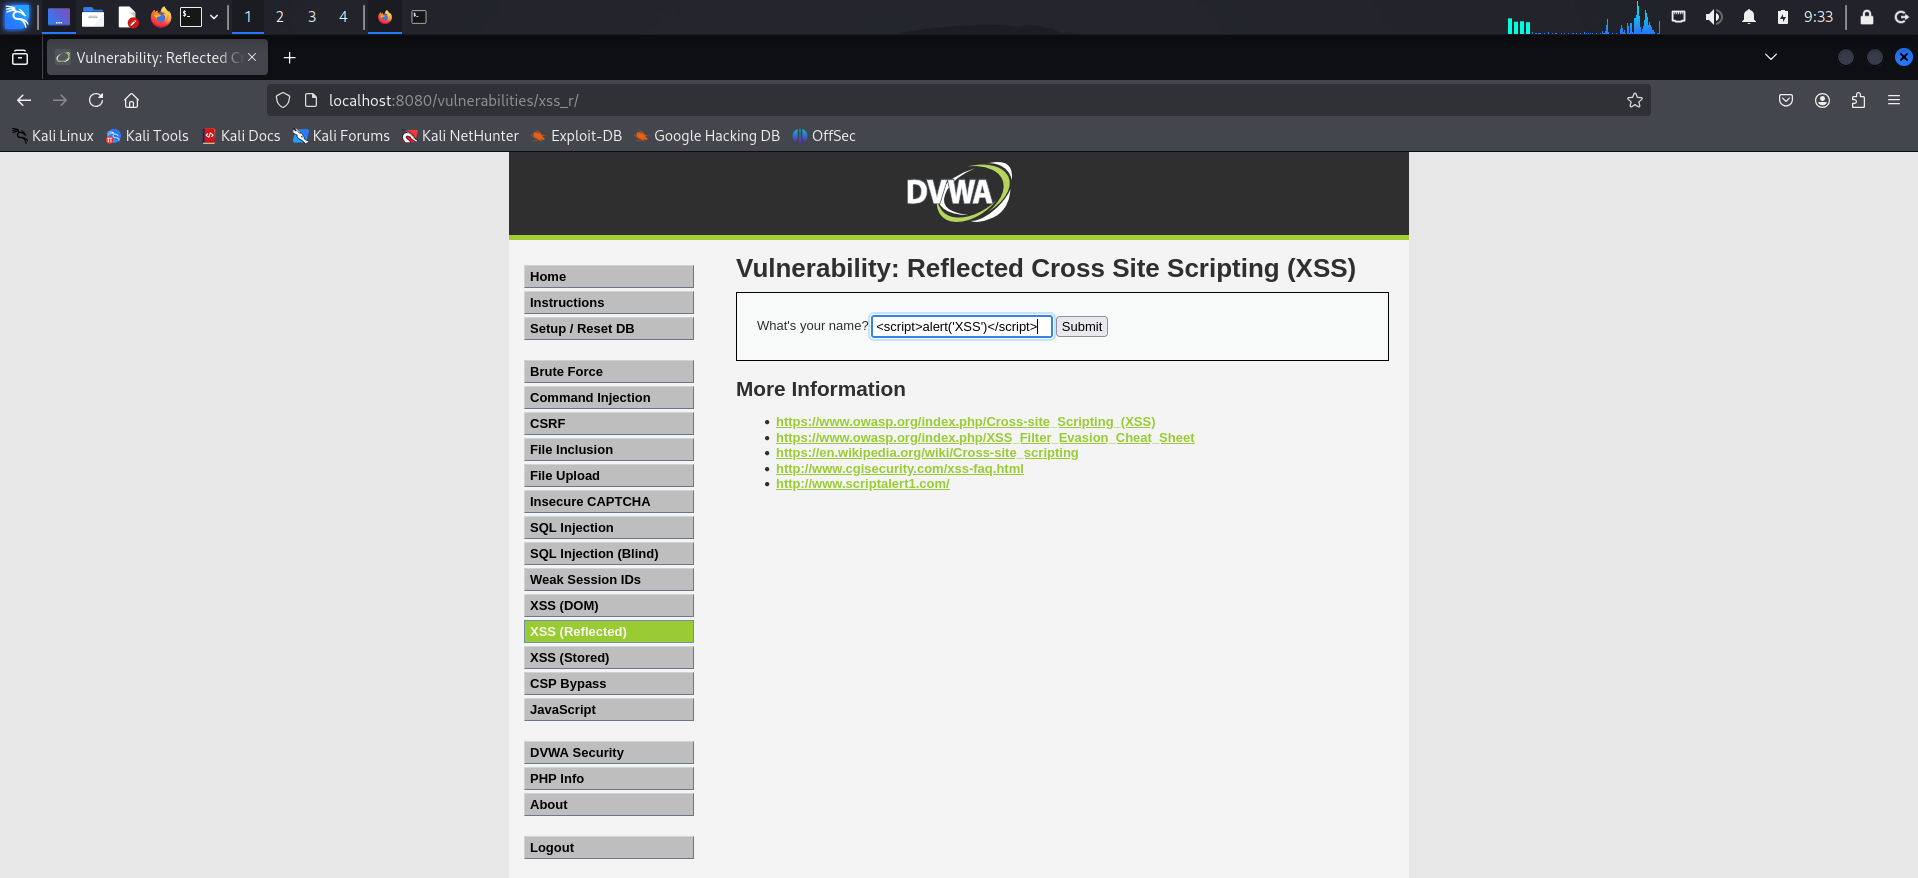 1 2 3 4 9:33
Vulnerability: Reflected C
localhost:8080/vulnerabilities/xss_r/
Kali Linux Kali Tools Kali Docs Kali Forums Kali NetHunter Exploit-DB Google Hacking DB OffSec
DVWA
Home
Instructions
Setup / Reset DB
Brute Force
Command Injection
CSRF
File Inclusion
File Upload
Insecure CAPTCHA
SQL Injection
SQL Injection (Blind)
Weak Session IDs
XSS (DOM)
XSS (Reflected)
XSS (Stored)
CSP Bypass
JavaScript
DVWA Security
PHP Info
About
Logout
Vulnerability: Reflected Cross Site Scripting (XSS)
What's your name? <script>alert('XSS')</script> Submit
More Information
https://www.owasp.org/index.php/Cross-site_Scripting_(XSS)
https://www.owasp.org/index.php/XSS_Filter_Evasion_Cheat_Sheet
https://en.wikipedia.org/wiki/Cross-site_scripting
http://www.cgisecurity.com/xss-faq.html
http://www.scriptalert1.com/